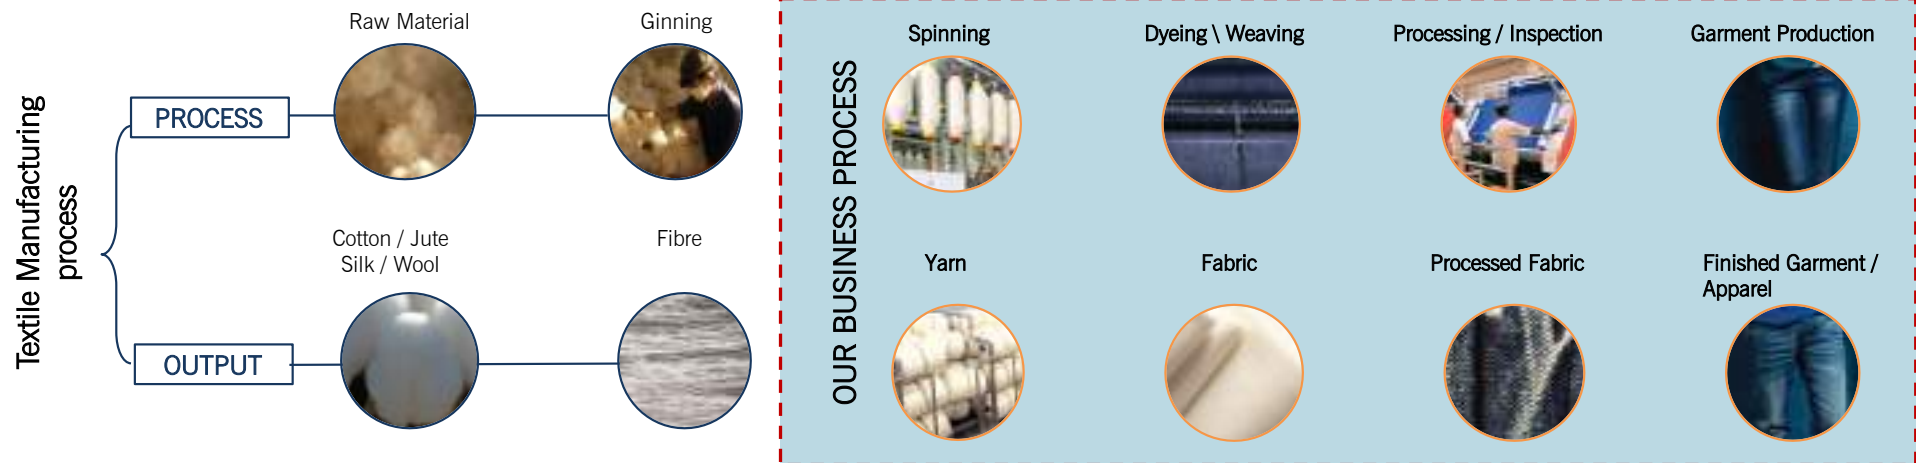 Textile Manufacturing
process
PROCESS
Raw Material
Ginning
OUTPUT
Cotton / Jute
Silk / Wool
Fibre
OUR BUSINESS PROCESS
Spinning
Dyeing \ Weaving
Processing / Inspection
Garment Production
Yarn
Fabric
Processed Fabric
Finished Garment /
Apparel